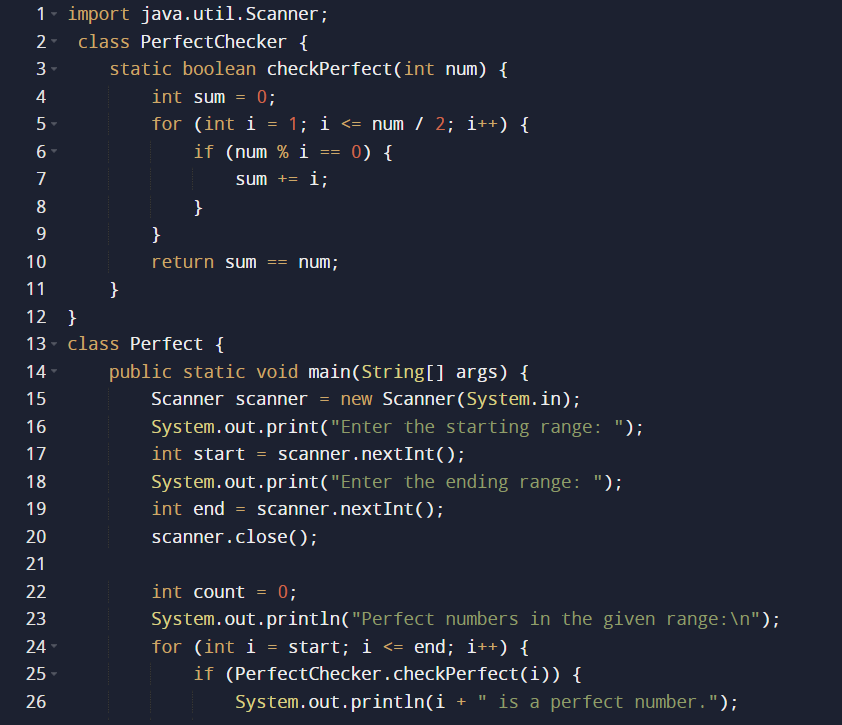 1 import java.util.Scanner;
2 class PerfectChecker {
3 static boolean checkPerfect(int num) {
4 int sum = 0;
5 for (int i = 1; i <= num / 2; i++) {
6 if (num % i == 0) {
7 sum += i;
8 }
9 }
10 return sum == num;
11 }
12 }
13 class Perfect {
14 public static void main(String[] args) {
15 Scanner scanner = new Scanner(System.in);
16 System.out.print("Enter the starting range: ");
17 int start = scanner.nextInt();
18 System.out.print("Enter the ending range: ");
19 int end = scanner.nextInt();
20 scanner.close();
21
22 int count = 0;
23 System.out.println("Perfect numbers in the given range:\n");
24 for (int i = start; i <= end; i++) {
25 if (PerfectChecker.checkPerfect(i)) {
26 System.out.println(i + " is a perfect number.");